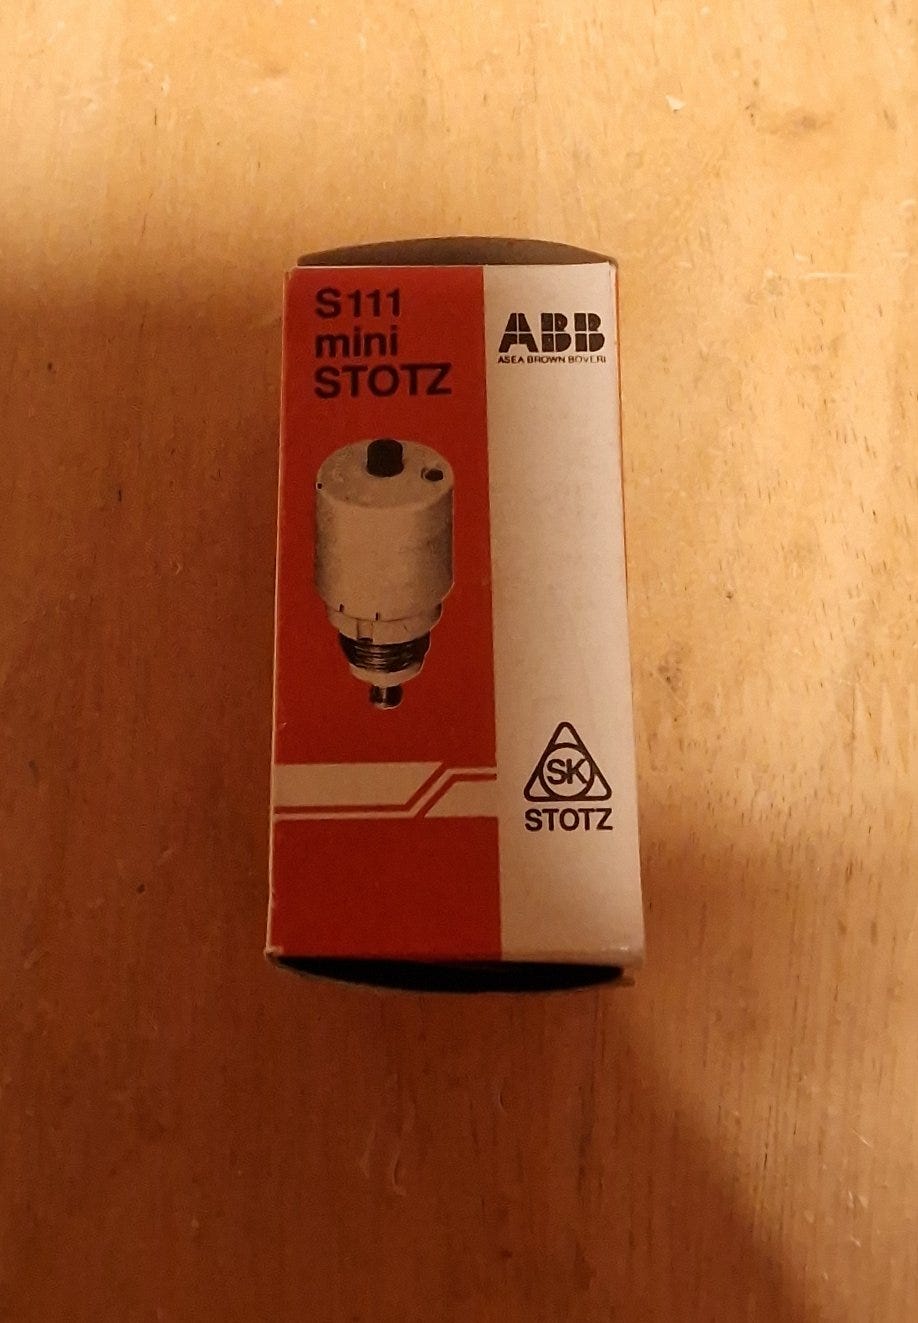 S111
mini
STOTZ
ABB
ASEA BROWN BOVERI
SK
STOTZ